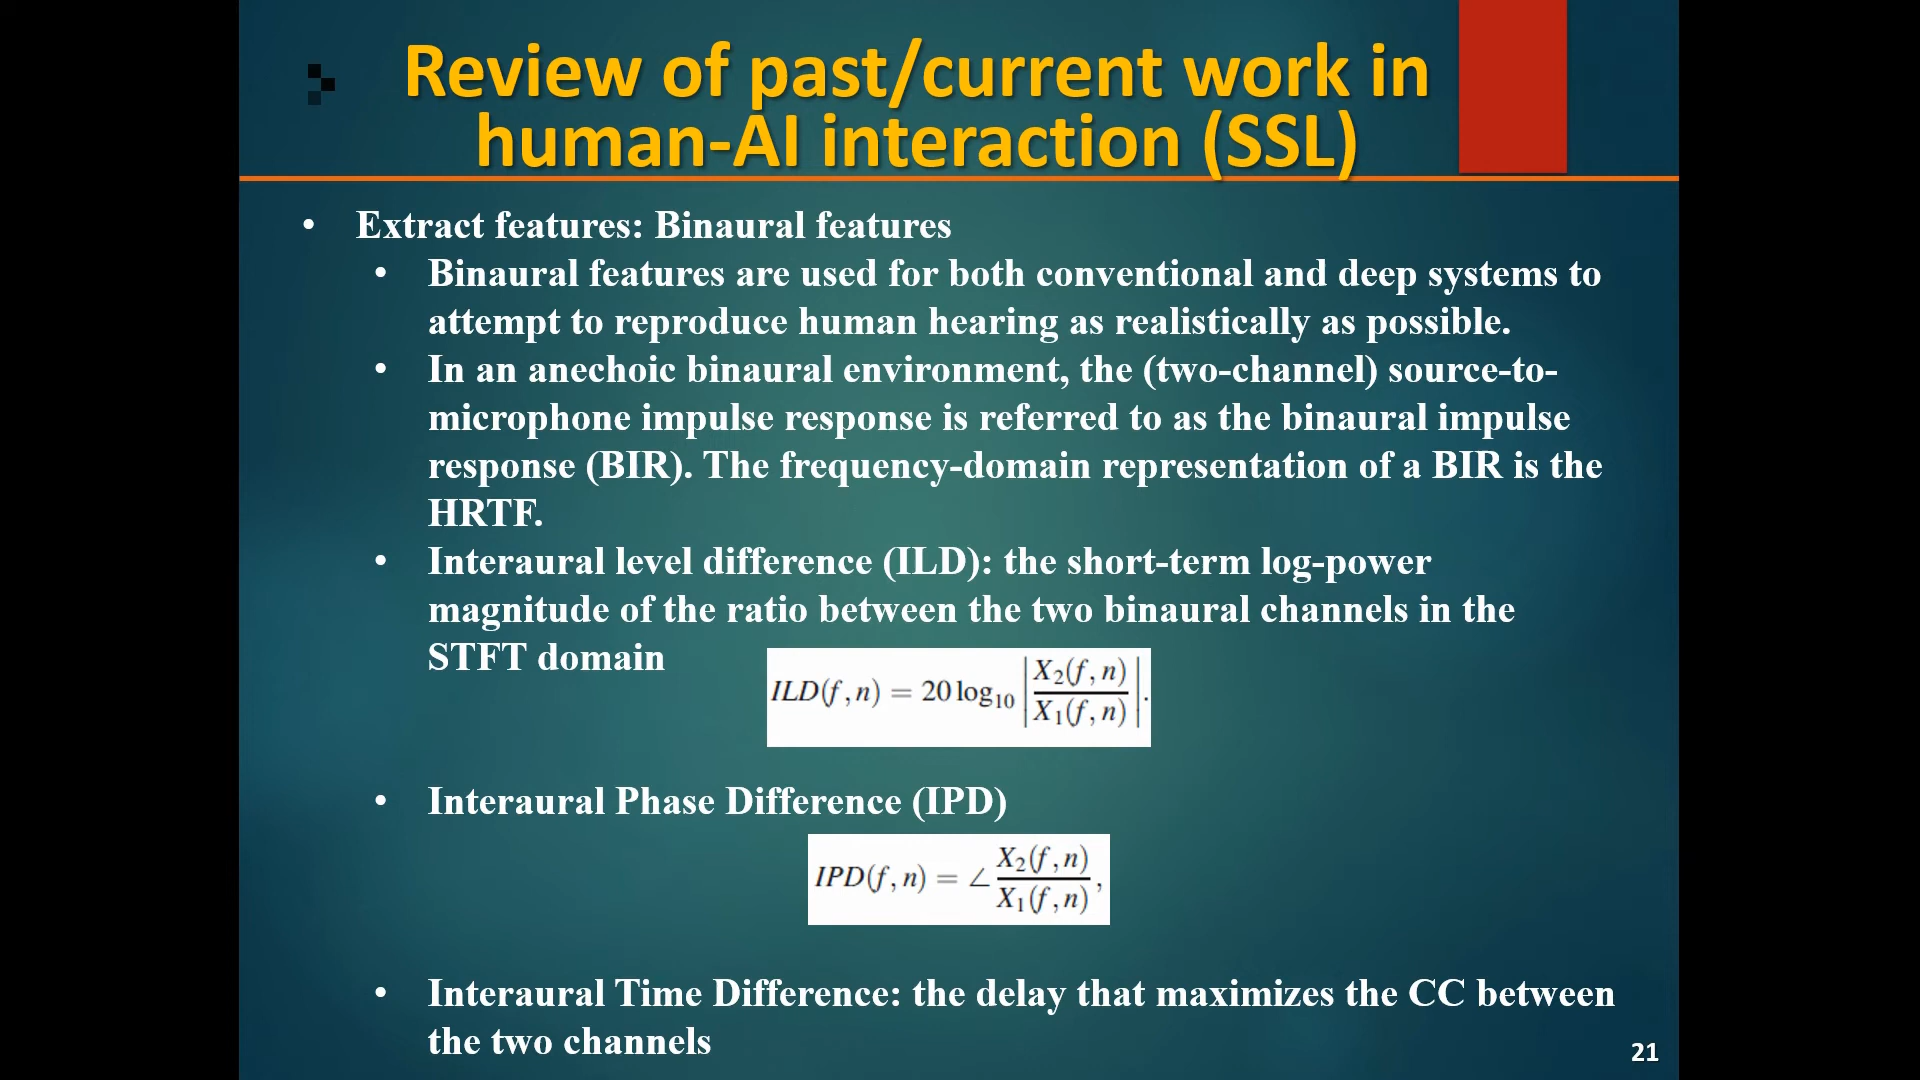 Review of past/current work in
human-AI interaction (SSL)
• Extract features: Binaural features
• Binaural features are used for both conventional and deep systems to
attempt to reproduce human hearing as realistically as possible.
• In an anechoic binaural environment, the (two-channel) source-to-
microphone impulse response is referred to as the binaural impulse
response (BIR). The frequency-domain representation of a BIR is the
HRTF.
• Interaural level difference (ILD): the short-term log-power
magnitude of the ratio between the two binaural channels in the
STFT domain
ILD(f, n) = 20 log₁₀ |X₂(f, n) / X₁(f, n)|.
• Interaural Phase Difference (IPD)
IPD(f, n) = ∠ X₂(f, n) / X₁(f, n),
• Interaural Time Difference: the delay that maximizes the CC between
the two channels
21